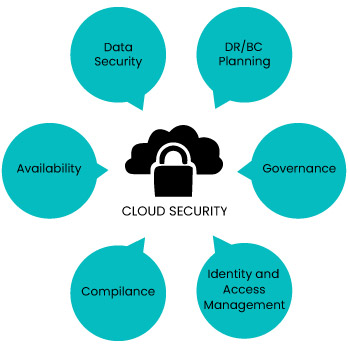 Data
Security
DR/BC
Planning
Availability
Governance
CLOUD SECURITY
Compilance
Identity and
Access
Management